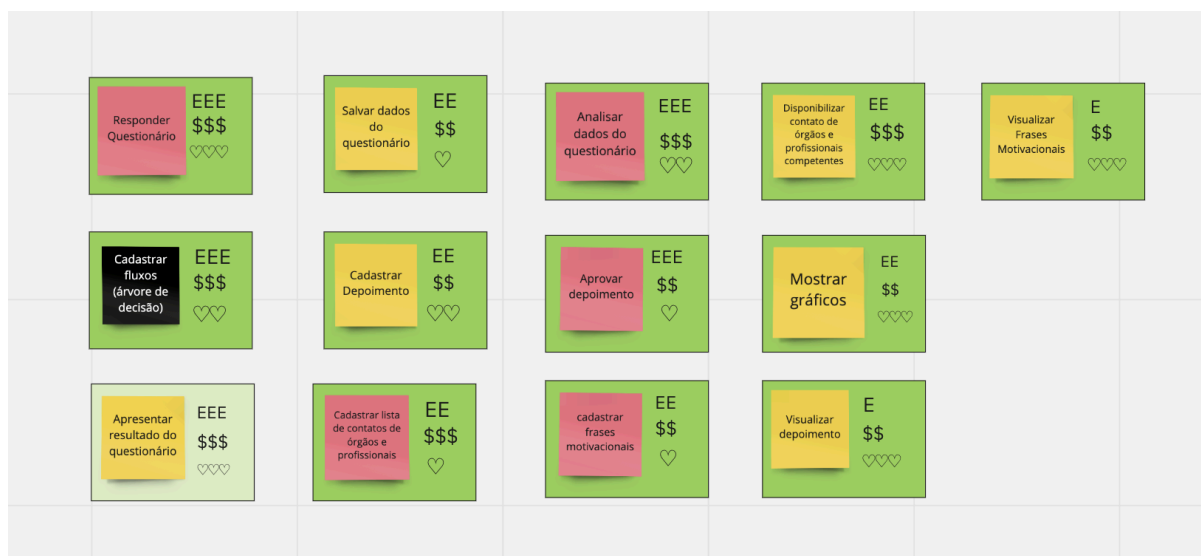 Responder
Questionário
EEE
$$$
♡♡♡
Salvar dados
do
questionário
EE
$$
♡
Analisar
dados do
questionário
EEE
$$$
♡♡
Disponibilizar
contato de
órgãos e
profissionais
competentes
EE
$$$
♡♡♡
Visualizar
Frases
Motivacionais
E
$$
♡♡♡
Cadastrar
fluxos
(árvore de
decisão)
EEE
$$$
♡♡
Cadastrar
Depoimento
EE
$$
♡♡
Aprovar
depoimento
EEE
$$
♡
Mostrar
gráficos
EE
$$
♡♡♡
Apresentar
resultado do
questionário
EEE
$$$
♡♡♡
Cadastrar lista
de contatos de
órgãos e
profissionais
EE
$$$
♡
cadastrar
frases
motivacionais
EE
$$
♡
Visualizar
depoimento
E
$$
♡♡♡